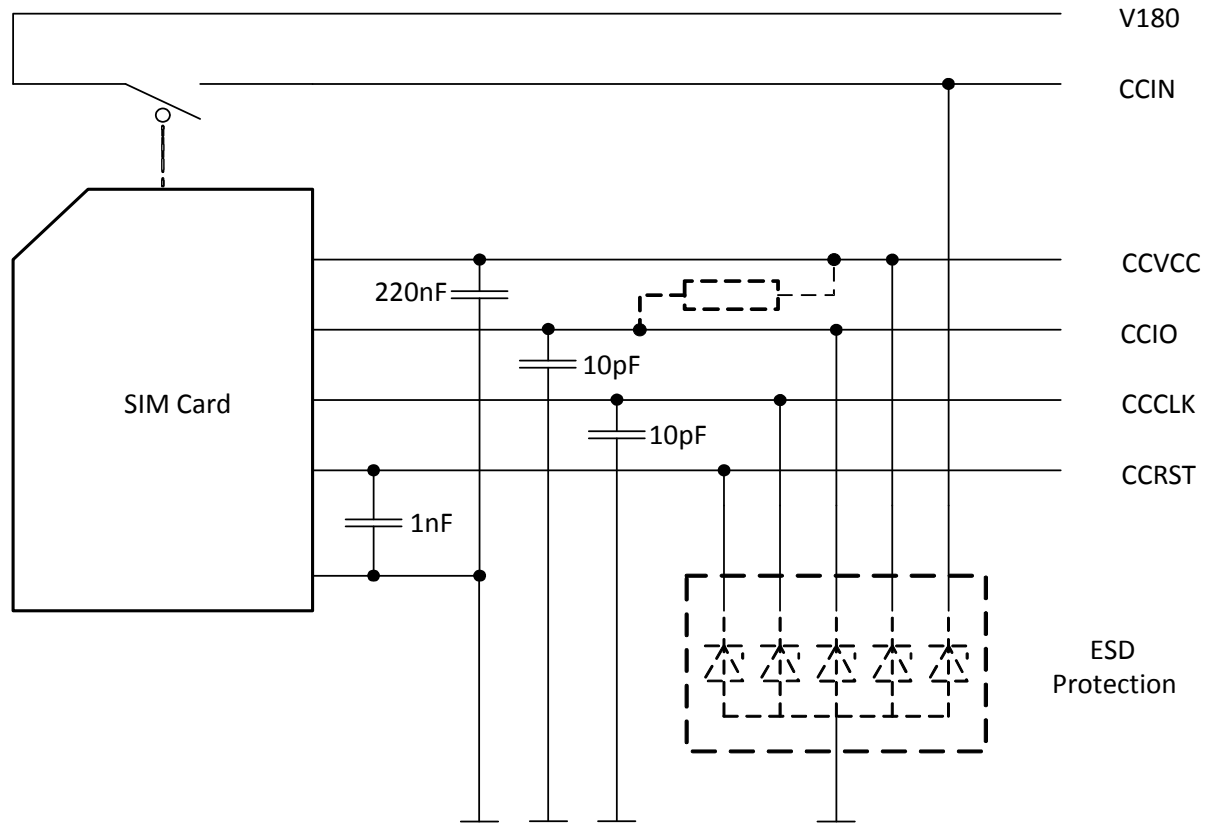 V180
CCIN
CCVCC
220nF
CCIO
10pF
SIM Card
CCCLK
10pF
CCRST
1nF
ESD
Protection